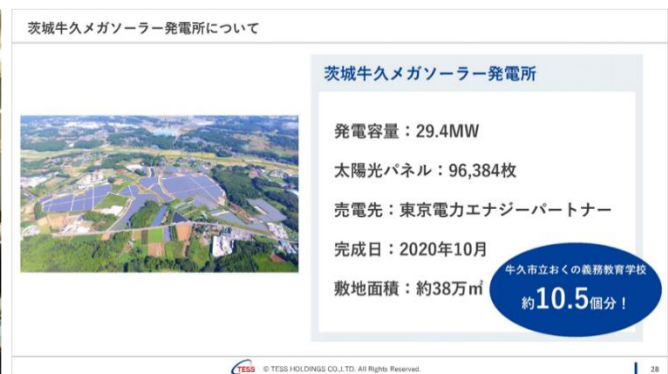 茨城牛久メガソーラー発電所について
茨城牛久メガソーラー発電所
発電容量：29.4MW
太陽光パネル：96,384枚
売電先：東京電力エナジーパートナー
完成日：2020年10月
敷地面積：約38万㎡
牛久市立おくの義務教育学校
約10.5個分！
TESS © TESS HOLDINGS CO.,LTD. All Rights Reserved.
28